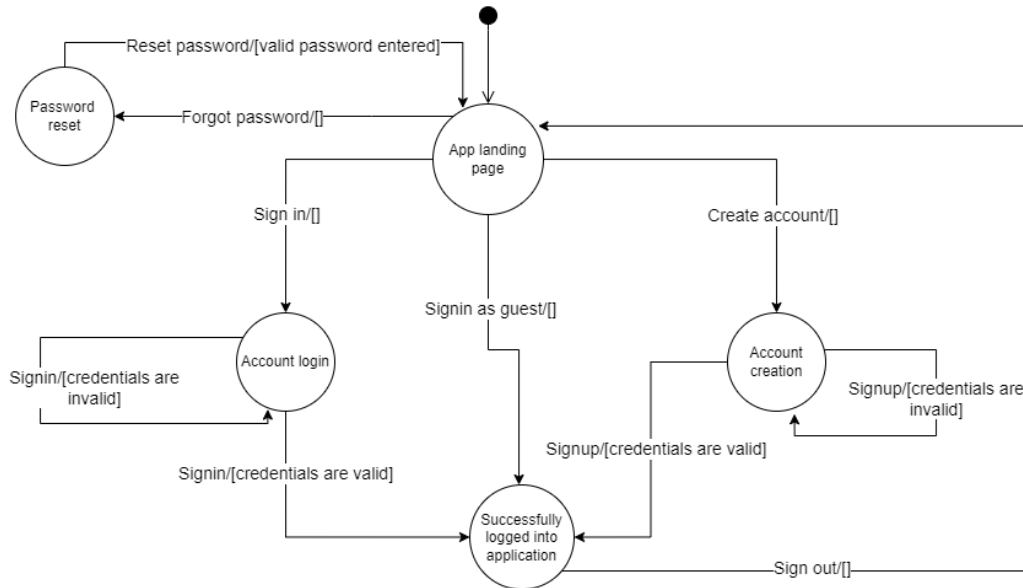 Reset password/[valid password entered]
Password
reset
Forgot password/[]
App landing
page
Sign in/[]
Create account/[]
Signin as guest/[]
Account login
Account
creation
Signin/[credentials are
invalid]
Signup/[credentials are
invalid]
Signup/[credentials are valid]
Signin/[credentials are valid]
Successfully
logged into
application
Sign out/[]